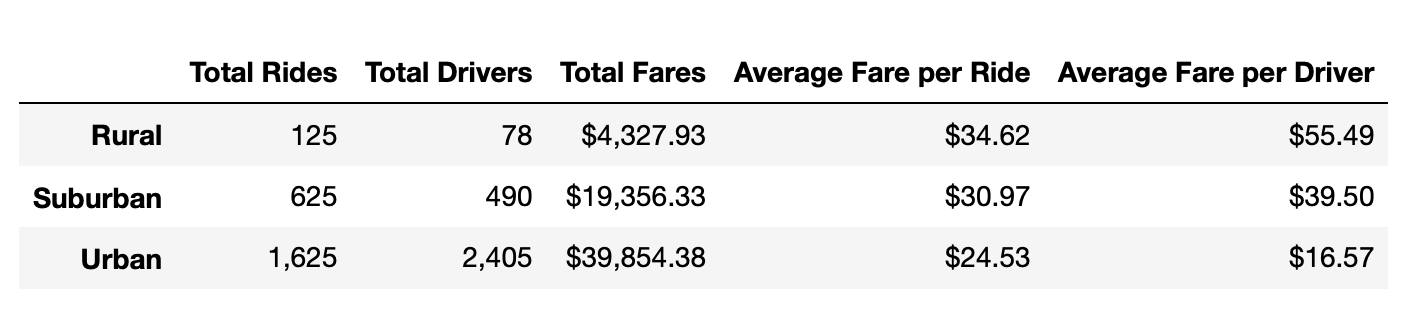 Total Rides Total Drivers Total Fares Average Fare per Ride Average Fare per Driver
Rural 125 78 $4,327.93 $34.62 $55.49
Suburban 625 490 $19,356.33 $30.97 $39.50
Urban 1,625 2,405 $39,854.38 $24.53 $16.57